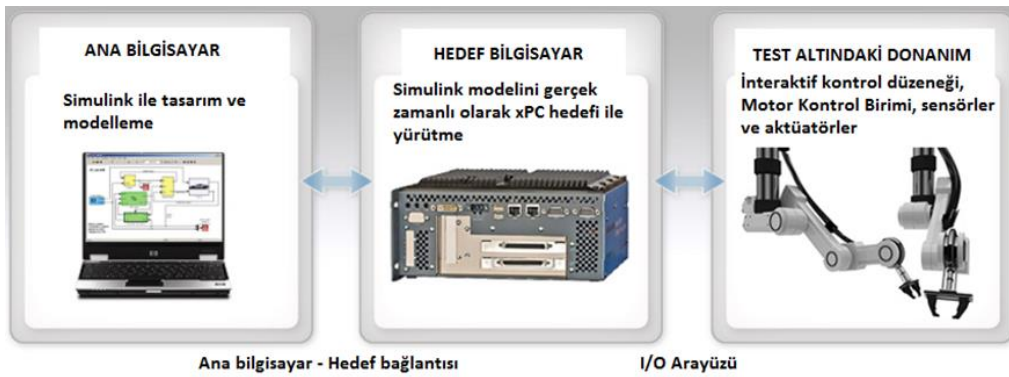 ANA BİLGİSAYAR
Simulink ile tasarım ve
modelleme
HEDEF BİLGİSAYAR
Simulink modelini gerçek
zamanlı olarak xPC hedefi ile
yürütme
TEST ALTINDAKİ DONANIM
İnteraktif kontrol düzeneği,
Motor Kontrol Birimi, sensörler
ve aktüatörler
Ana bilgisayar - Hedef bağlantısı
I/O Arayüzü